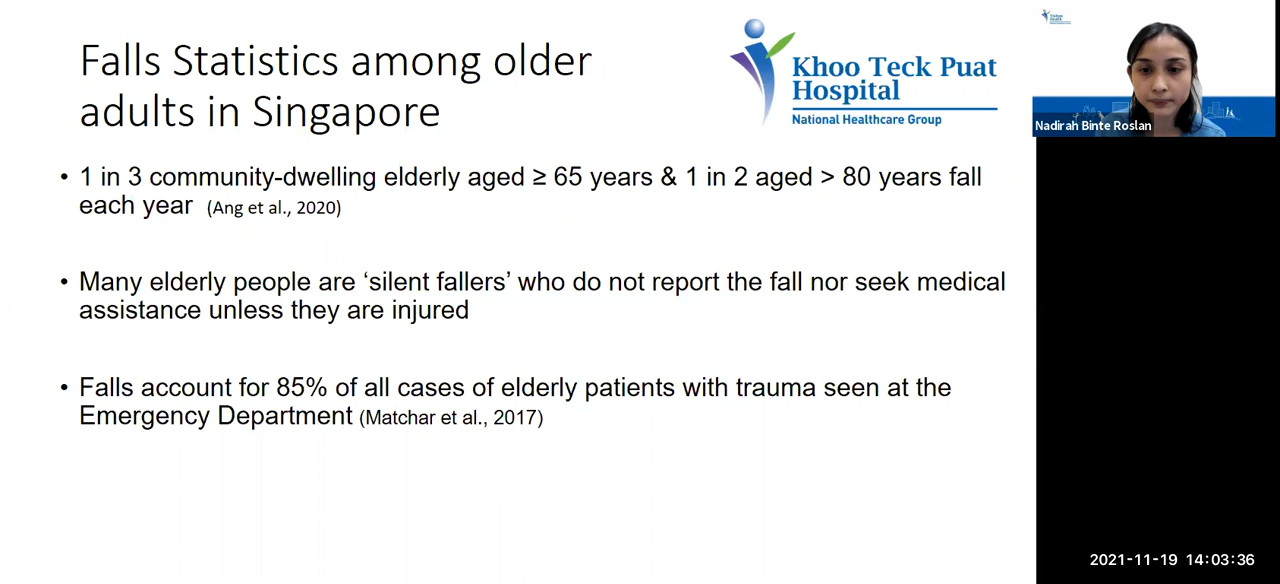 Falls Statistics among older
adults in Singapore
Khoo Teck Puat
Hospital
National Healthcare Group
Nadirah Binte Roslan
• 1 in 3 community-dwelling elderly aged ≥ 65 years & 1 in 2 aged > 80 years fall
each year (Ang et al., 2020)
• Many elderly people are ‘silent fallers’ who do not report the fall nor seek medical
assistance unless they are injured
• Falls account for 85% of all cases of elderly patients with trauma seen at the
Emergency Department (Matchar et al., 2017)
2021-11-19 14:03:36